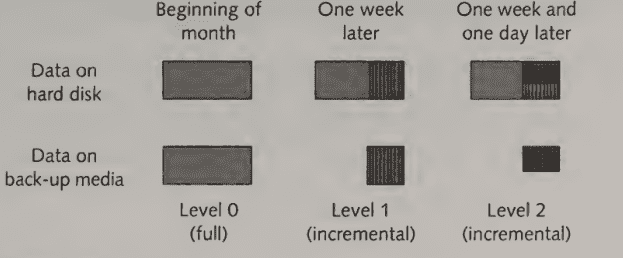 Beginning of
month
One week
later
One week and
one day later
Data on
hard disk
Data on
back-up media
Level 0
(full)
Level 1
(incremental)
Level 2
(incremental)